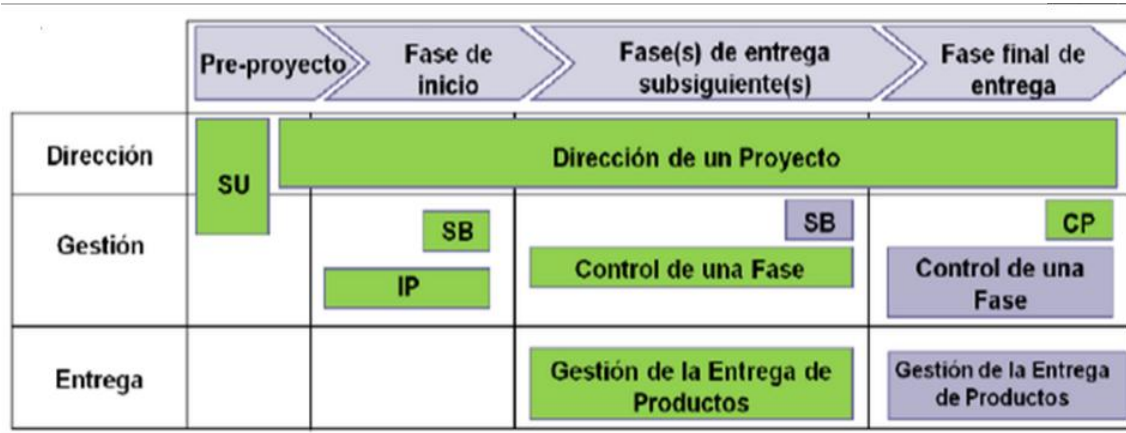 Pre-proyecto
Fase de
inicio
Fase(s) de entrega
subsiguiente(s)
Fase final de
entrega
Dirección
SU
Dirección de un Proyecto
Gestión
SB
IP
SB
Control de una Fase
CP
Control de una
Fase
Entrega
Gestión de la Entrega de
Productos
Gestión de la Entrega
de Productos